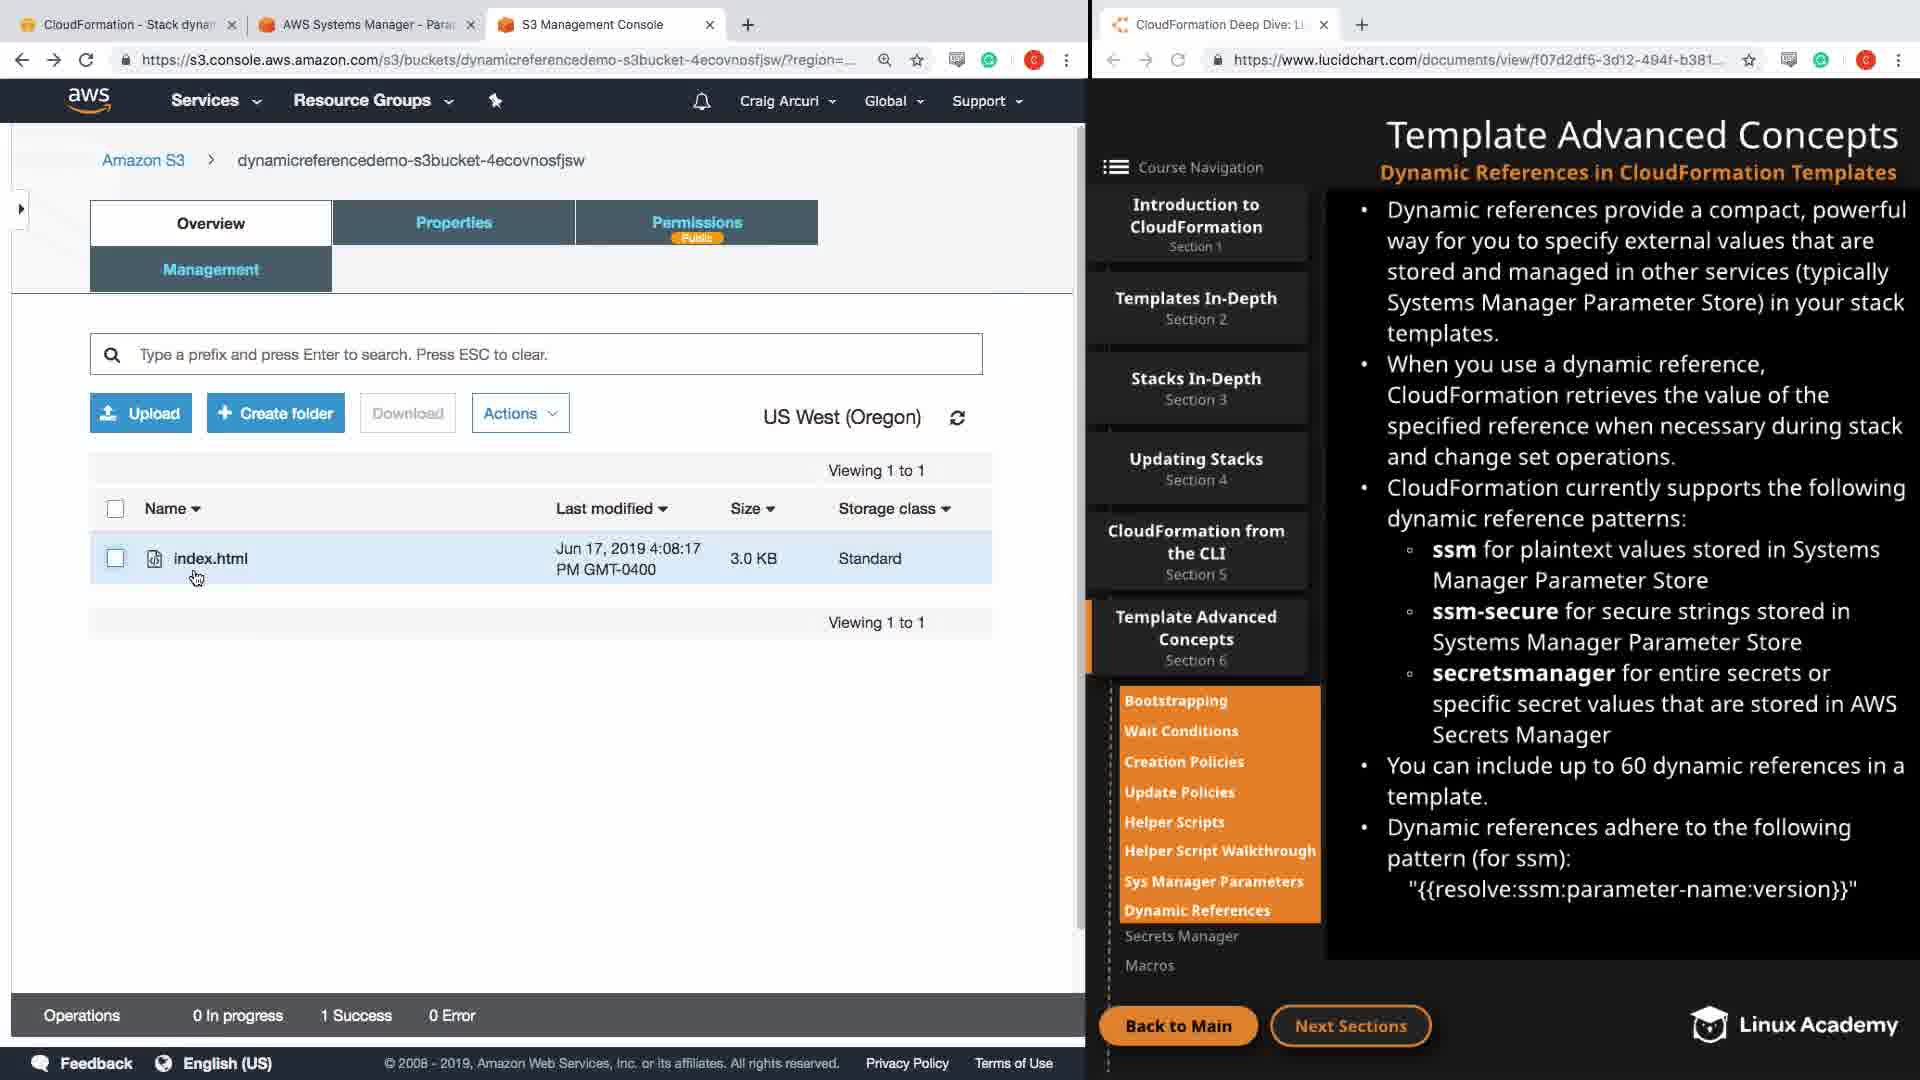 CloudFormation - Stack dynam
AWS Systems Manager - Para
S3 Management Console
https://s3.console.aws.amazon.com/s3/buckets/dynamicreferencedemo-s3bucket-4ecovnosfjsw/?region=...
C
aws
Services
Resource Groups
Craig Arcuri
Global
Support
Amazon S3 > dynamicreferencedemo-s3bucket-4ecovnosfjsw
Overview
Properties
Permissions
Public
Management
Type a prefix and press Enter to search. Press ESC to clear.
Upload
+ Create folder
Download
Actions
US West (Oregon)
Viewing 1 to 1
Name
Last modified
Size
Storage class
index.html
Jun 17, 2019 4:08:17
PM GMT-0400
3.0 KB
Standard
Viewing 1 to 1
Operations
0 In progress
1 Success
0 Error
Feedback
English (US)
© 2008 - 2019, Amazon Web Services, Inc. or its affiliates. All rights reserved.
Privacy Policy
Terms of Use
CloudFormation Deep Dive: Li
https://www.lucidchart.com/documents/view/f07d2df5-3d12-494f-b381...
C
Template Advanced Concepts
Dynamic References in CloudFormation Templates
Course Navigation
Introduction to
CloudFormation
Section 1
Templates In-Depth
Section 2
Stacks In-Depth
Section 3
Updating Stacks
Section 4
CloudFormation from
the CLI
Section 5
Template Advanced
Concepts
Section 6
Bootstrapping
Wait Conditions
Creation Policies
Update Policies
Helper Scripts
Helper Script Walkthrough
Sys Manager Parameters
Dynamic References
Secrets Manager
Macros
• Dynamic references provide a compact, powerful
way for you to specify external values that are
stored and managed in other services (typically
Systems Manager Parameter Store) in your stack
templates.
• When you use a dynamic reference,
CloudFormation retrieves the value of the
specified reference when necessary during stack
and change set operations.
• CloudFormation currently supports the following
dynamic reference patterns:
◦ ssm for plaintext values stored in Systems
Manager Parameter Store
◦ ssm-secure for secure strings stored in
Systems Manager Parameter Store
◦ secretsmanager for entire secrets or
specific secret values that are stored in AWS
Secrets Manager
• You can include up to 60 dynamic references in a
template.
• Dynamic references adhere to the following
pattern (for ssm):
"{{resolve:ssm:parameter-name:version}}"
Back to Main
Next Sections
Linux Academy